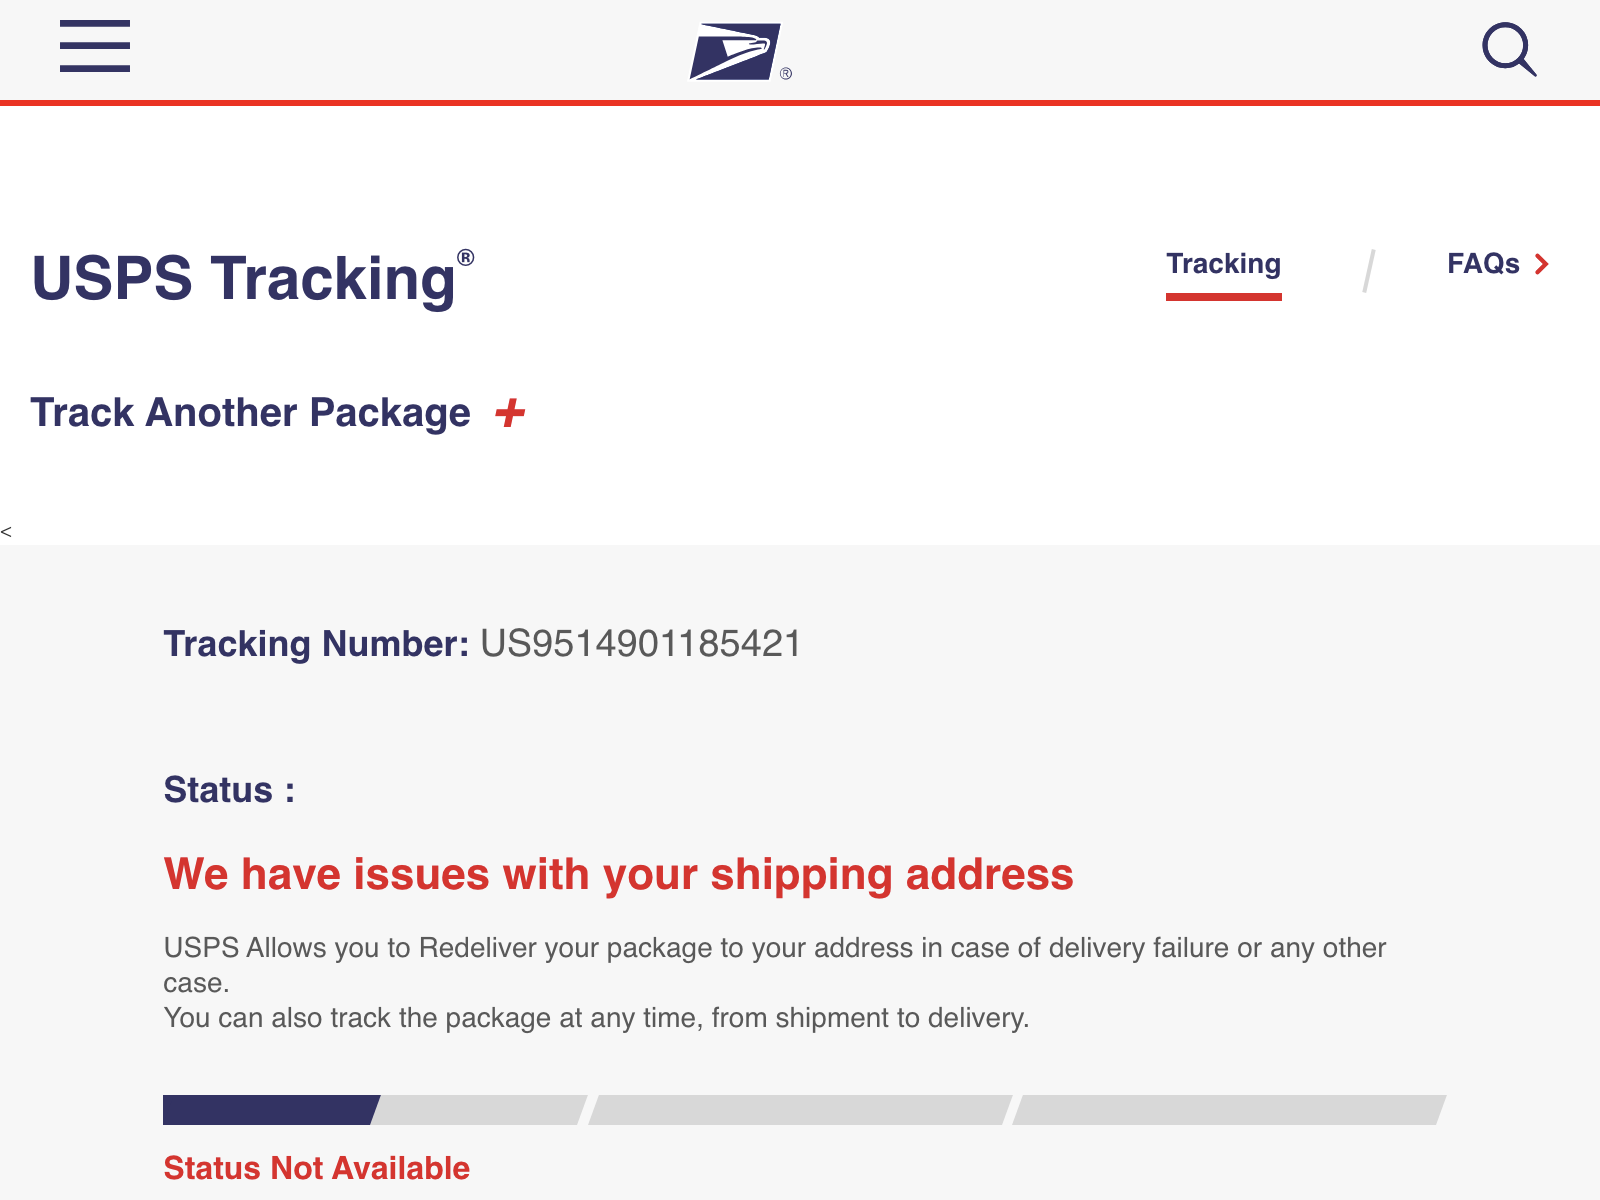 ®
USPS Tracking®
Tracking / FAQs
Track Another Package +
<
Tracking Number: US9514901185421
Status :
We have issues with your shipping address
USPS Allows you to Redeliver your package to your address in case of delivery failure or any other
case.
You can also track the package at any time, from shipment to delivery.
Status Not Available